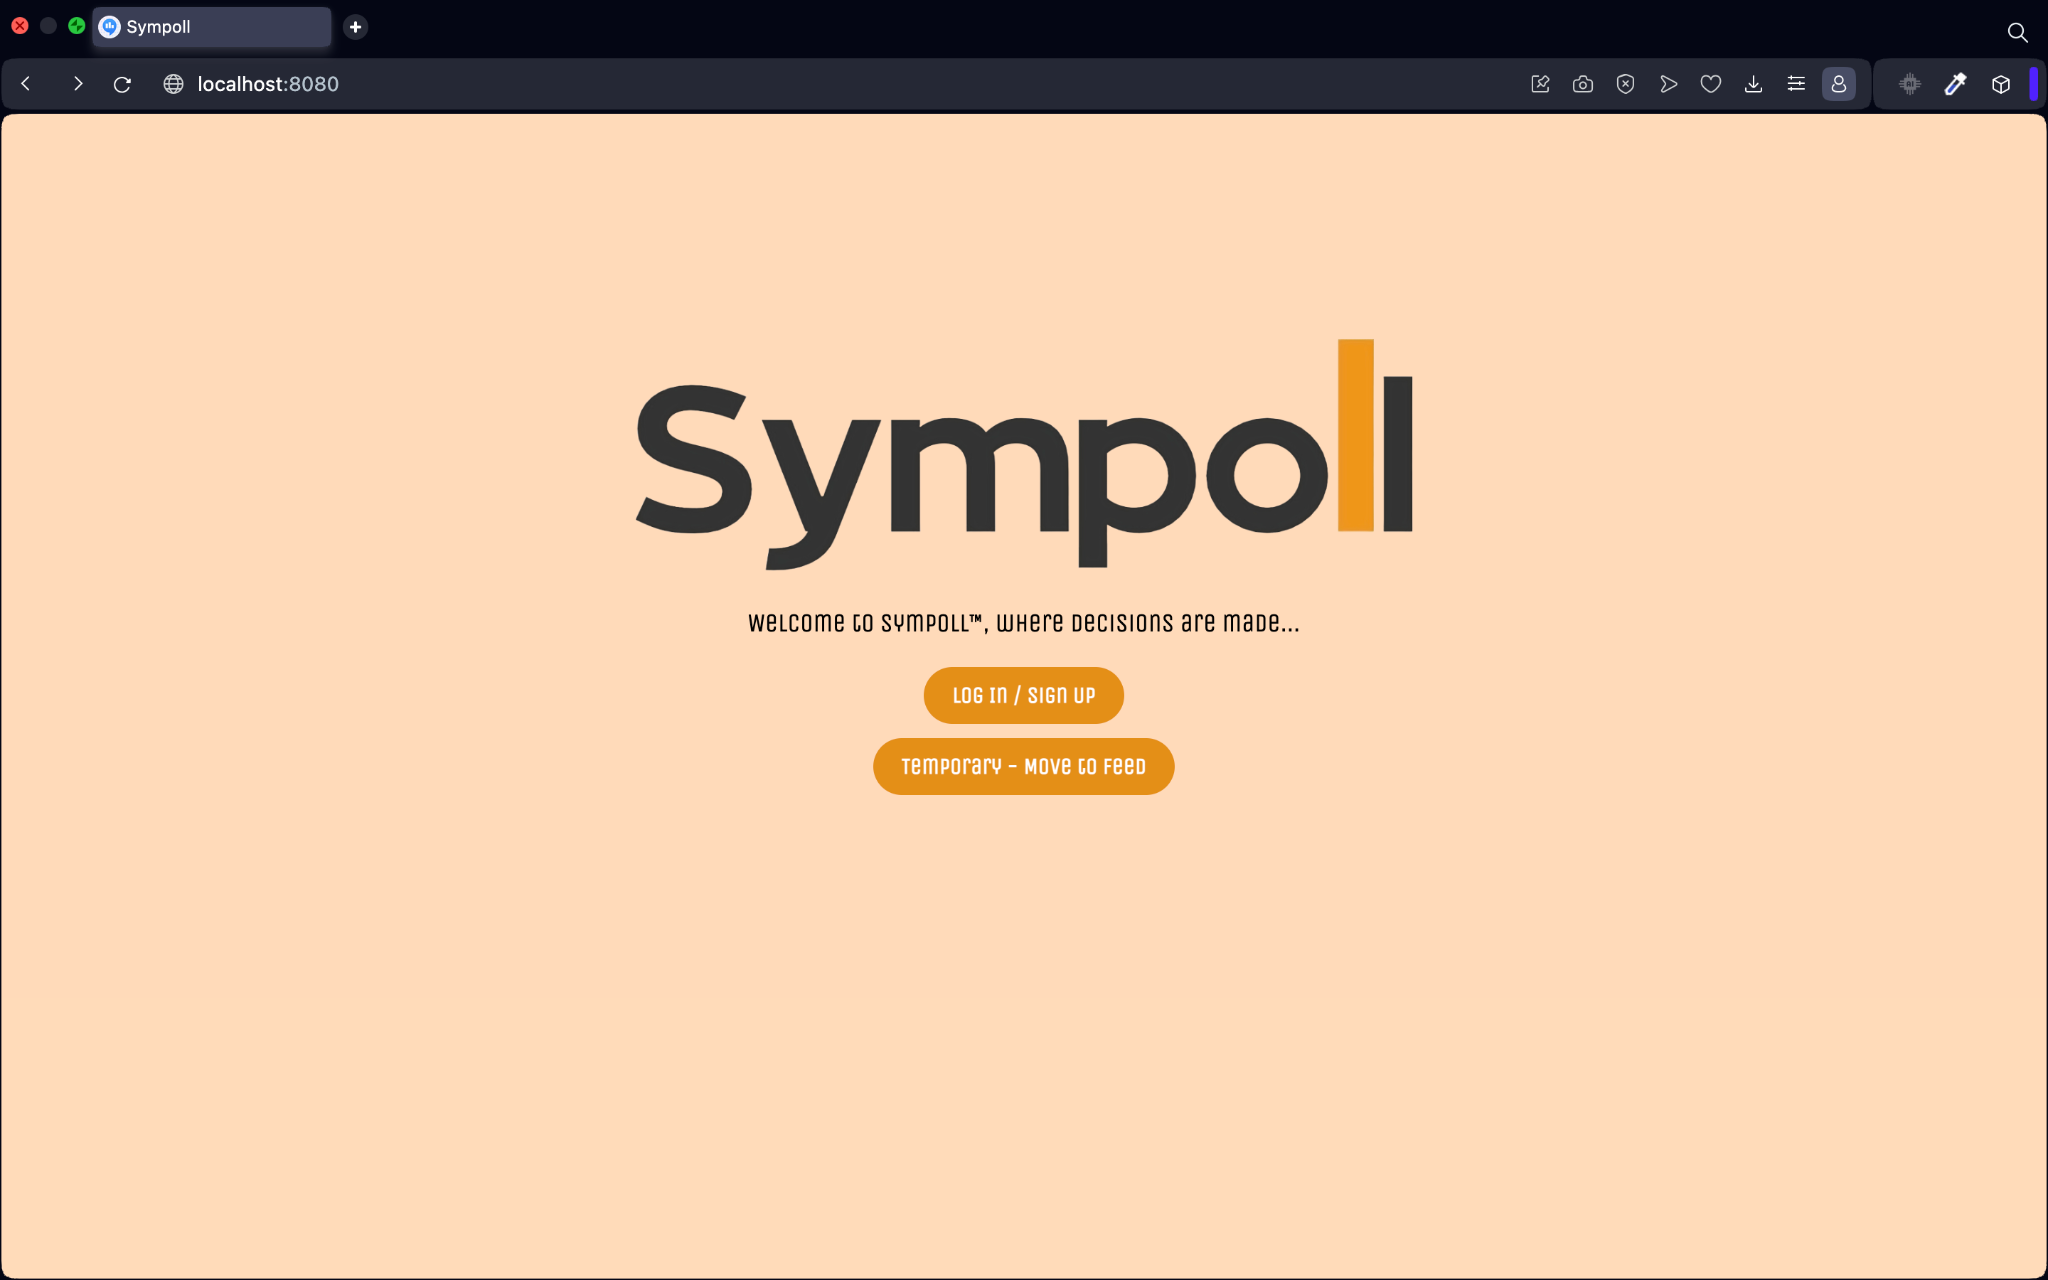 Sympoll
localhost:8080
Sympoll
Welcome to Sympoll™, where decisions are made...
Log In / Sign Up
Temporary - Move to Feed